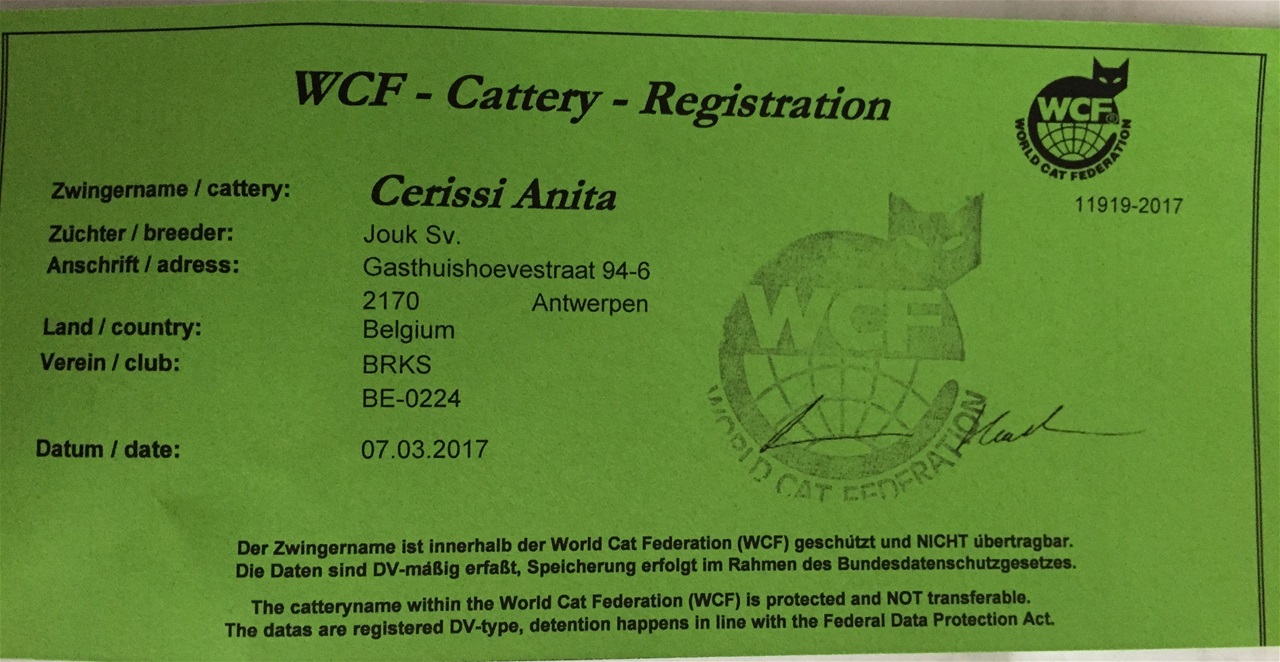 WCF - Cattery - Registration
WCF®
WORLD CAT FEDERATION
11919-2017
Zwingername / cattery: Cerissi Anita
Züchter / breeder: Jouk Sv.
Anschrift / adress: Gasthuishoevestraat 94-6
2170 Antwerpen
Land / country: Belgium
Verein / club: BRKS
BE-0224
Datum / date: 07.03.2017
WCF
WORLD CAT FEDERATION
Der Zwingername ist innerhalb der World Cat Federation (WCF) geschützt und NICHT übertragbar.
Die Daten sind DV-mäßig erfaßt, Speicherung erfolgt im Rahmen des Bundesdatenschutzgesetzes.
The catteryname within the World Cat Federation (WCF) is protected and NOT transferable.
The datas are registered DV-type, detention happens in line with the Federal Data Protection Act.